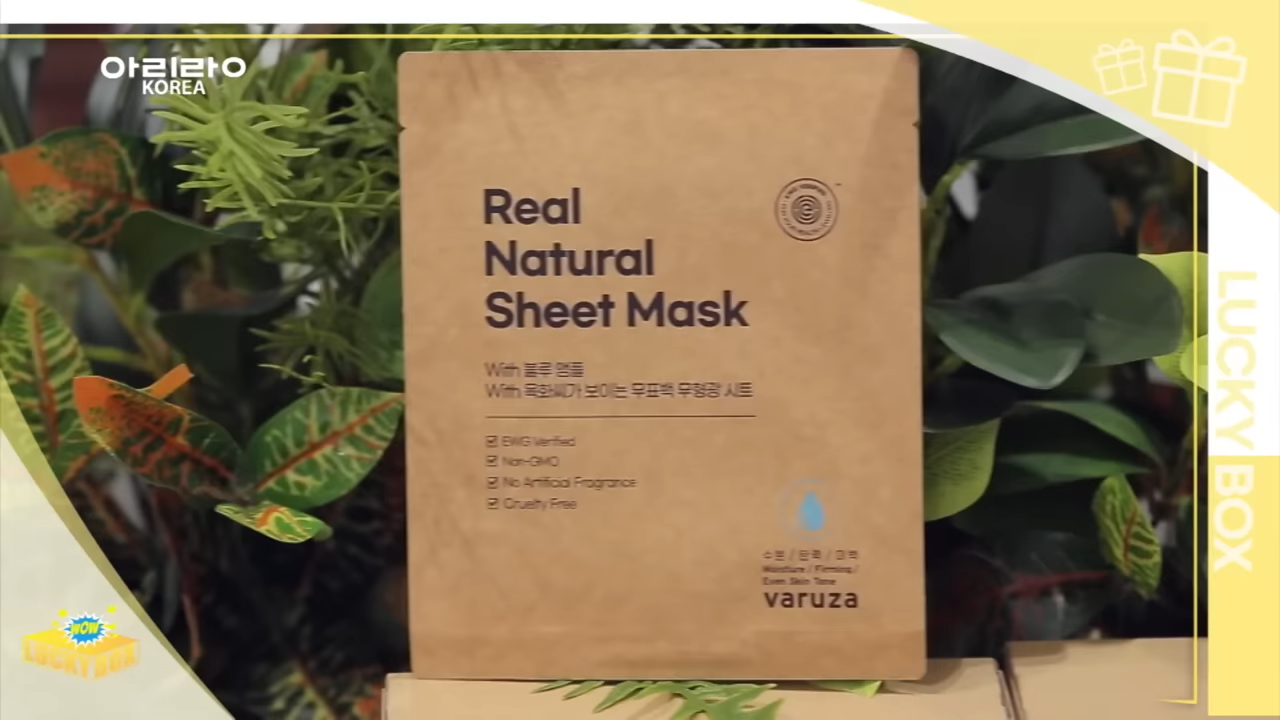 아리랑
KOREA
Real
Natural
Sheet Mask
With 블루 앰플
With 목화씨가 보이는 무표백 무형광 시트
EWG Verified
Non-GMO
No Artificial Fragrance
Cruelty Free
수분 / 탄력 / 미백
Moisture / Firming /
Even Skin Tone
varuza
LUCKY BOX
WOW
LUCKY BOX